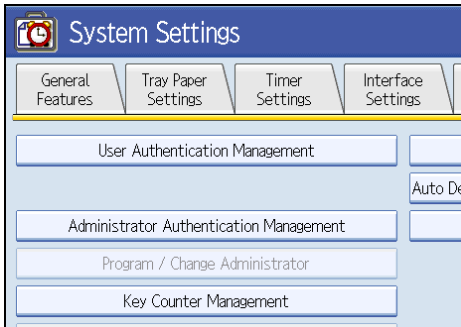 System Settings
General
Features
Tray Paper
Settings
Timer
Settings
Interface
Settings
User Authentication Management
Auto De
Administrator Authentication Management
Program / Change Administrator
Key Counter Management